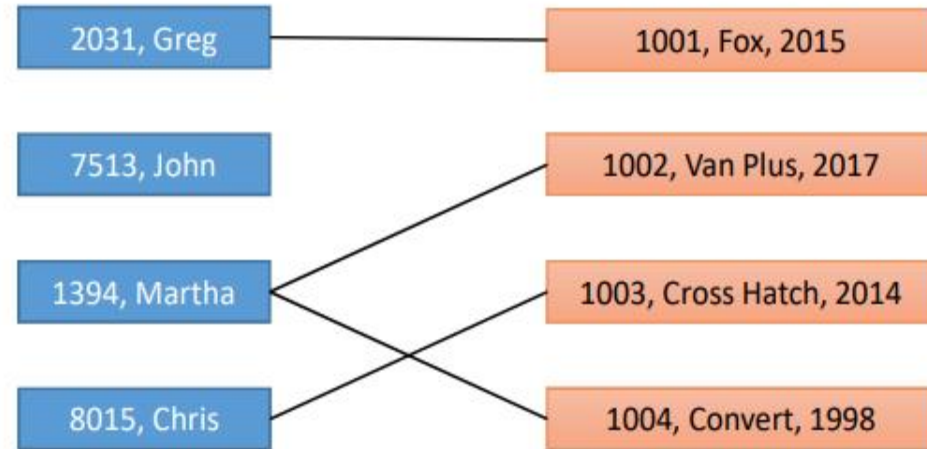 2031, Greg
1001, Fox, 2015
7513, John
1002, Van Plus, 2017
1394, Martha
1003, Cross Hatch, 2014
8015, Chris
1004, Convert, 1998